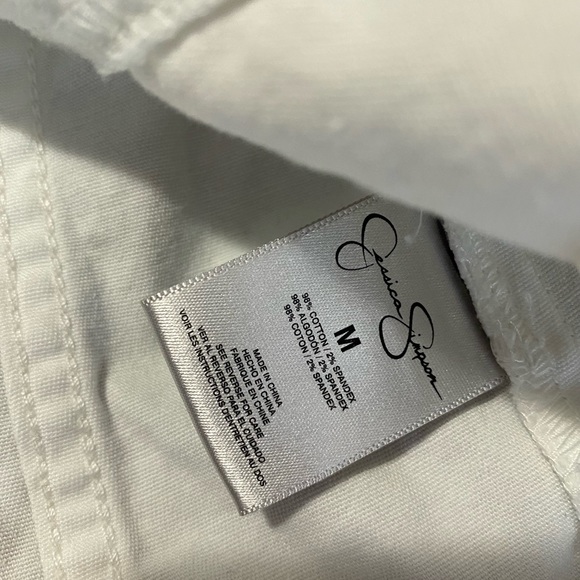 Jessica Simpson
M
98% COTTON / 2% SPANDEX
98% ALGODÓN / 2% SPANDEX
98% COTON / 2% SPANDEX
MADE IN CHINA
HECHO EN CHINA
FABRIQUE EN CHINE
SEE REVERSE FOR CARE
VER AL REVERSO PARA EL CUIDADO
VOIR LES INSTRUCTIONS D'ENTRETIEN AU DOS